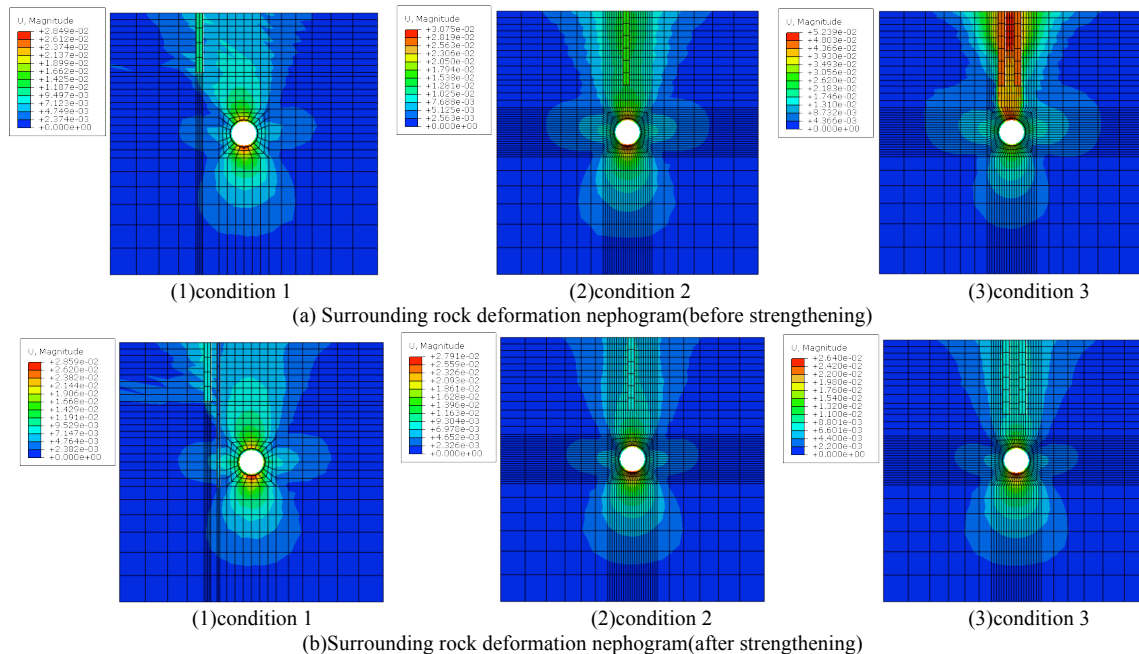 U, Magnitude
+2.849e-02
+2.612e-02
+2.374e-02
+2.137e-02
+1.899e-02
+1.662e-02
+1.425e-02
+1.187e-02
+9.497e-03
+7.123e-03
+4.749e-03
+2.374e-03
+0.000e+00
U, Magnitude
+3.075e-02
+2.819e-02
+2.563e-02
+2.306e-02
+2.050e-02
+1.794e-02
+1.538e-02
+1.281e-02
+1.025e-02
+7.688e-03
+5.125e-03
+2.563e-03
+0.000e+00
U, Magnitude
+5.239e-02
+4.803e-02
+4.366e-02
+3.930e-02
+3.493e-02
+3.056e-02
+2.620e-02
+2.183e-02
+1.746e-02
+1.310e-02
+8.732e-03
+4.366e-03
+0.000e+00
(1)condition 1
(2)condition 2
(3)condition 3
(a) Surrounding rock deformation nephogram(before strengthening)
U, Magnitude
+2.859e-02
+2.620e-02
+2.382e-02
+2.144e-02
+1.906e-02
+1.668e-02
+1.429e-02
+1.191e-02
+9.529e-03
+7.147e-03
+4.764e-03
+2.382e-03
+0.000e+00
U, Magnitude
+2.791e-02
+2.559e-02
+2.326e-02
+2.093e-02
+1.861e-02
+1.628e-02
+1.396e-02
+1.163e-02
+9.304e-03
+6.978e-03
+4.652e-03
+2.326e-03
+0.000e+00
U, Magnitude
+2.640e-02
+2.420e-02
+2.200e-02
+1.980e-02
+1.760e-02
+1.540e-02
+1.320e-02
+1.100e-02
+8.801e-03
+6.601e-03
+4.400e-03
+2.200e-03
+0.000e+00
(1)condition 1
(2)condition 2
(3)condition 3
(b)Surrounding rock deformation nephogram(after strengthening)